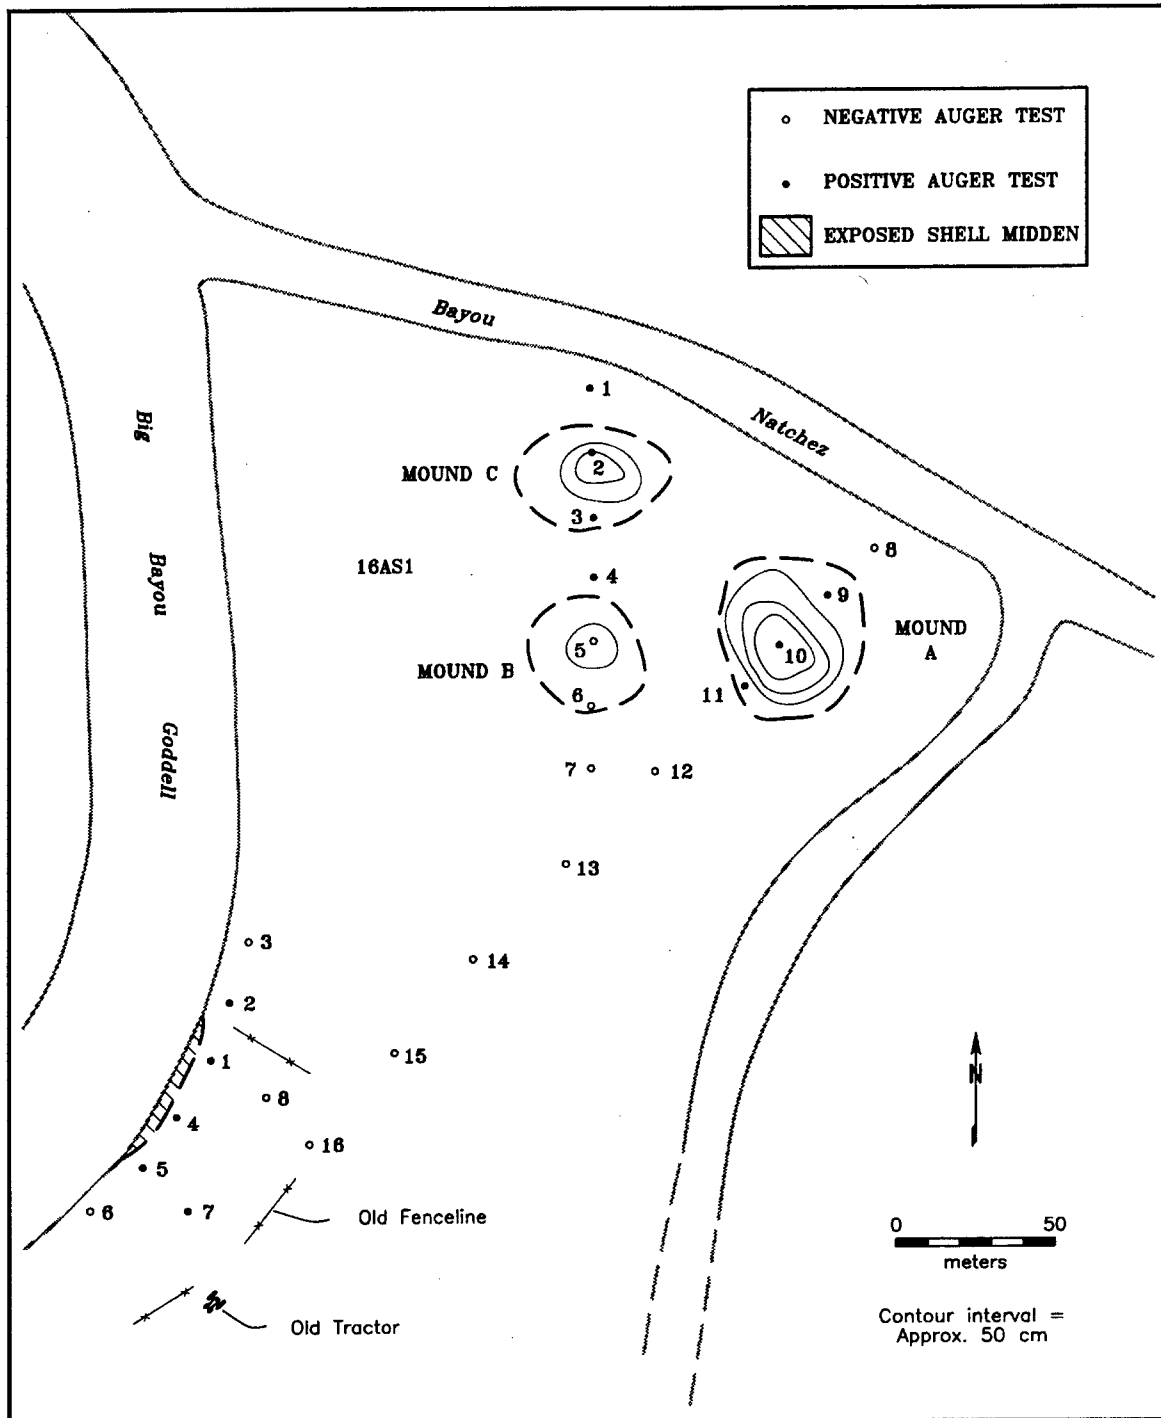 NEGATIVE AUGER TEST
POSITIVE AUGER TEST
EXPOSED SHELL MIDDEN
Bayou
Natchez
Big
Bayou
Goddell
1
MOUND C
2
3
16AS1
4
8
9
MOUND
A
MOUND B
5
10
6
11
7
12
13
3
14
2
1
15
8
4
16
5
6
7
Old Fenceline
Old Tractor
N
0 50
meters
Contour interval =
Approx. 50 cm